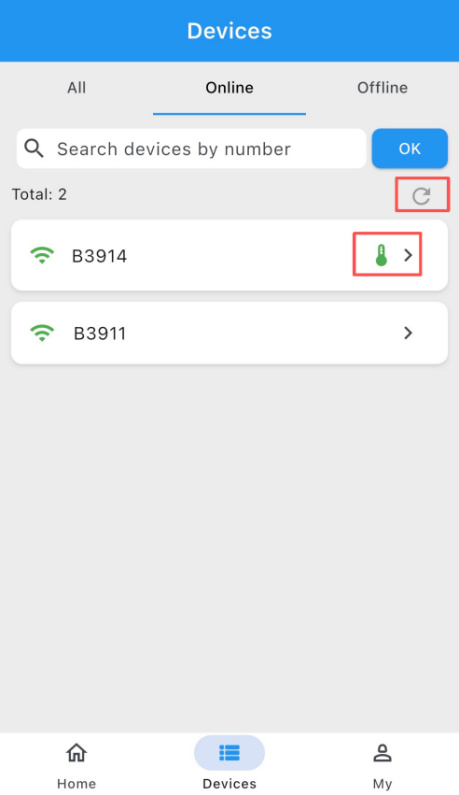 Devices
All Online Offline
Search devices by number OK
Total: 2
B3914
B3911
Home Devices My